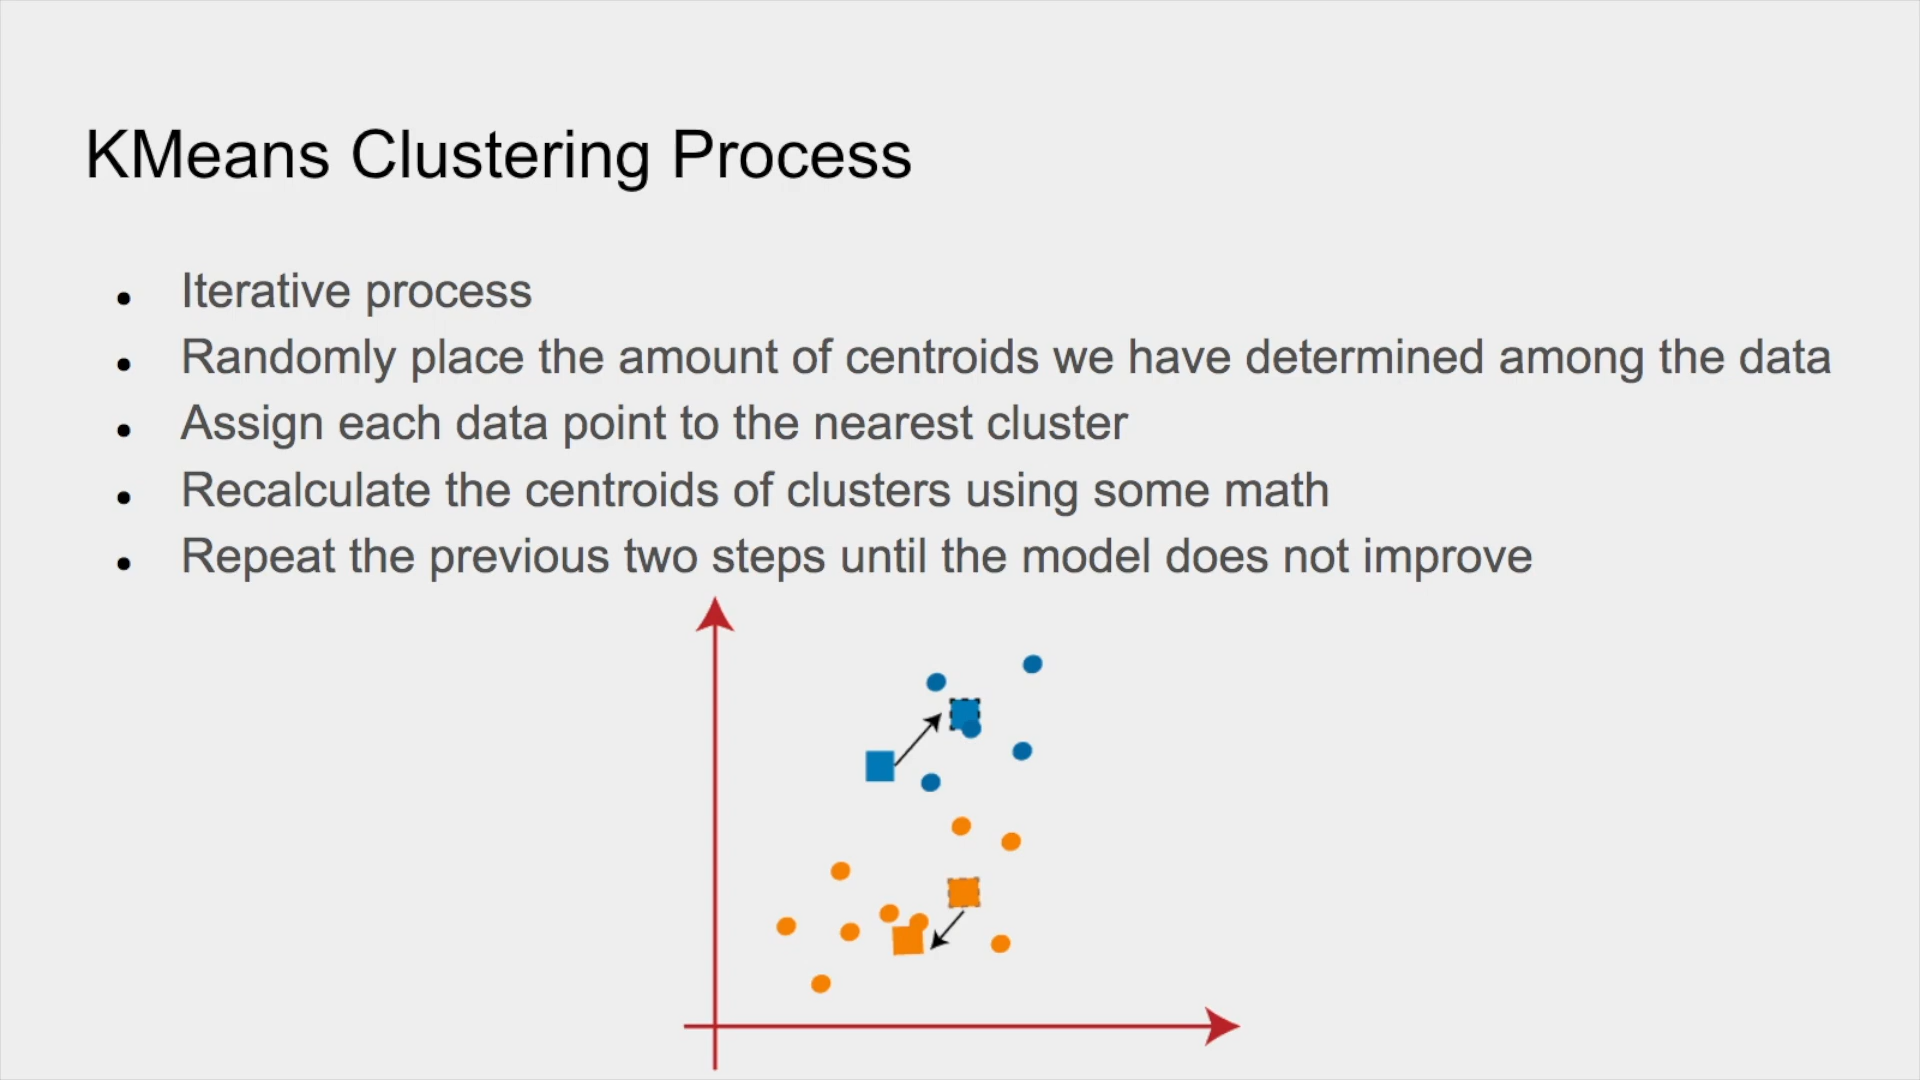 KMeans Clustering Process
Iterative process
Randomly place the amount of centroids we have determined among the data
Assign each data point to the nearest cluster
Recalculate the centroids of clusters using some math
Repeat the previous two steps until the model does not improve